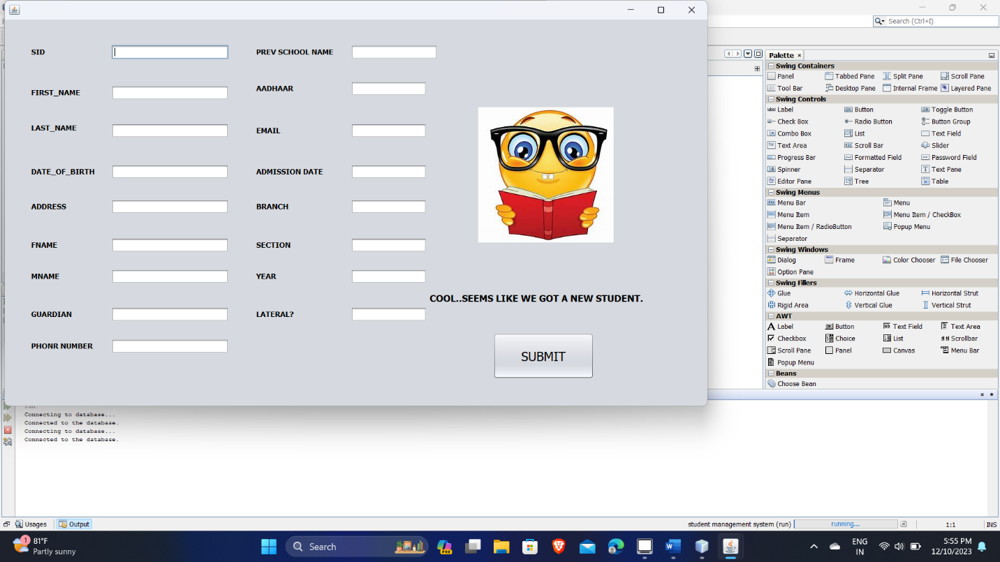 Search (Ctrl+I)
SID
PREV SCHOOL NAME
FIRST_NAME
AADHAAR
LAST_NAME
EMAIL
DATE_OF_BIRTH
ADMISSION DATE
ADDRESS
BRANCH
FNAME
SECTION
MNAME
YEAR
COOL..SEEMS LIKE WE GOT A NEW STUDENT.
GUARDIAN
LATERAL?
PHONR NUMBER
SUBMIT
Palette
Swing Containers
Panel Tabbed Pane Split Pane Scroll Pane
Tool Bar Desktop Pane Internal Frame Layered Pane
Swing Controls
Label Button Toggle Button
Check Box Radio Button Button Group
Combo Box List Text Field
Text Area Scroll Bar Slider
Progress Bar Formatted Field Password Field
Spinner Separator Text Pane
Editor Pane Tree Table
Swing Menus
Menu Bar Menu
Menu Item Menu Item / CheckBox
Menu Item / RadioButton Popup Menu
Separator
Swing Windows
Dialog Frame Color Chooser File Chooser
Option Pane
Swing Fillers
Glue Horizontal Glue Horizontal Strut
Rigid Area Vertical Glue Vertical Strut
AWT
Label Button Text Field Text Area
Checkbox Choice List Scrollbar
Scroll Pane Panel Canvas Menu Bar
Popup Menu
Beans
Choose Bean
run:
Connecting to database...
Connected to the database.
Connecting to database...
Connected to the database.
Usages Output
student management system (run) running... 1:1 INS
1
81°F
Partly sunny
Search
PRE
ENG
IN
5:55 PM
12/10/2023